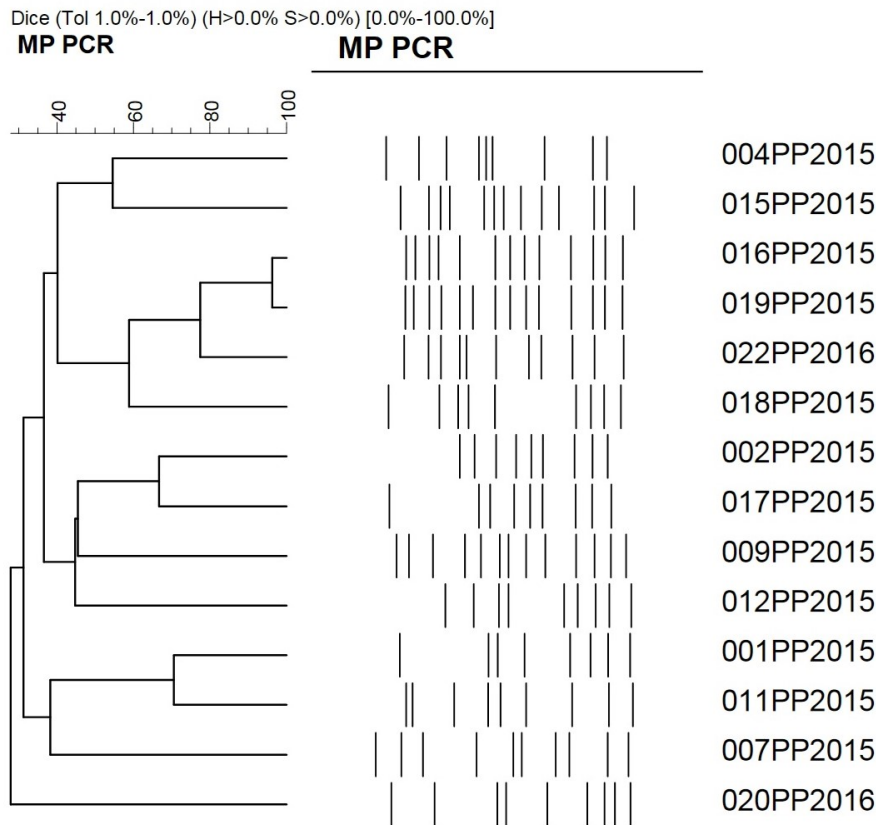 Dice (Tol 1.0%-1.0%) (H>0.0% S>0.0%) [0.0%-100.0%]
MP PCR
MP PCR
40
60
80
100
004PP2015
015PP2015
016PP2015
019PP2015
022PP2016
018PP2015
002PP2015
017PP2015
009PP2015
012PP2015
001PP2015
011PP2015
007PP2015
020PP2016